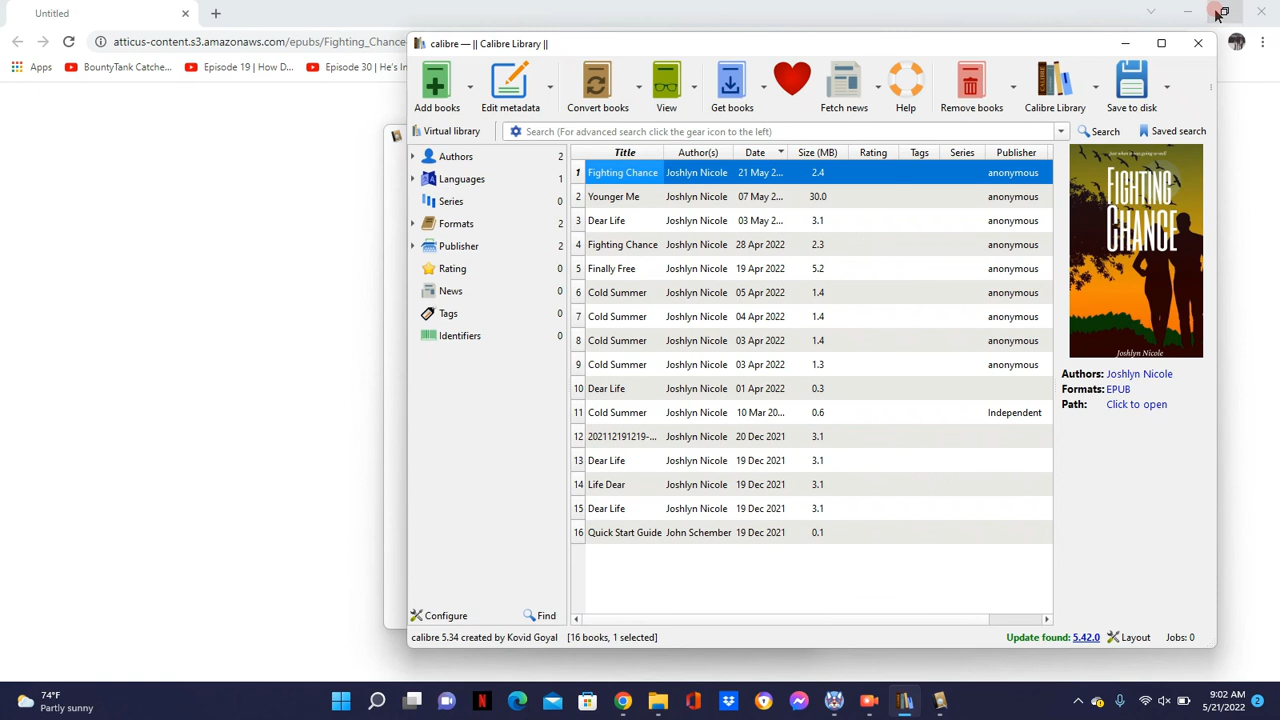 Untitled
atticus-content.s3.amazonaws.com/epubs/Fighting_Chance
Apps
BountyTank Catche...
Episode 19 | How D...
Episode 30 | He's In
calibre — || Calibre Library ||
Add books
Edit metadata
Convert books
View
Get books
Fetch news
Help
Remove books
Calibre Library
Save to disk
Virtual library
Search (For advanced search click the gear icon to the left)
Search
Saved search
Authors 2
Languages 1
Series 0
Formats 2
Publisher 2
Rating 0
News 0
Tags 0
Identifiers 0
Title Author(s) Date Size (MB) Rating Tags Series Publisher
1 Fighting Chance Joshlyn Nicole 21 May 2... 2.4 anonymous
2 Younger Me Joshlyn Nicole 07 May 2... 30.0 anonymous
3 Dear Life Joshlyn Nicole 03 May 2... 3.1 anonymous
4 Fighting Chance Joshlyn Nicole 28 Apr 2022 2.3 anonymous
5 Finally Free Joshlyn Nicole 19 Apr 2022 5.2 anonymous
6 Cold Summer Joshlyn Nicole 05 Apr 2022 1.4 anonymous
7 Cold Summer Joshlyn Nicole 04 Apr 2022 1.4 anonymous
8 Cold Summer Joshlyn Nicole 03 Apr 2022 1.4 anonymous
9 Cold Summer Joshlyn Nicole 03 Apr 2022 1.3 anonymous
10 Dear Life Joshlyn Nicole 01 Apr 2022 0.3
11 Cold Summer Joshlyn Nicole 10 Mar 20... 0.6 Independent
12 202112191219-... Joshlyn Nicole 20 Dec 2021 3.1
13 Dear Life Joshlyn Nicole 19 Dec 2021 3.1
14 Life Dear Joshlyn Nicole 19 Dec 2021 3.1
15 Dear Life Joshlyn Nicole 19 Dec 2021 3.1
16 Quick Start Guide John Schember 19 Dec 2021 0.1
FIGHTING
CHANCE
Joshlyn Nicole
Authors: Joshlyn Nicole
Formats: EPUB
Path: Click to open
Configure
Find
calibre 5.34 created by Kovid Goyal [16 books, 1 selected]
Update found: 5.42.0
Layout
Jobs: 0
74°F
Partly sunny
9:02 AM
5/21/2022
2